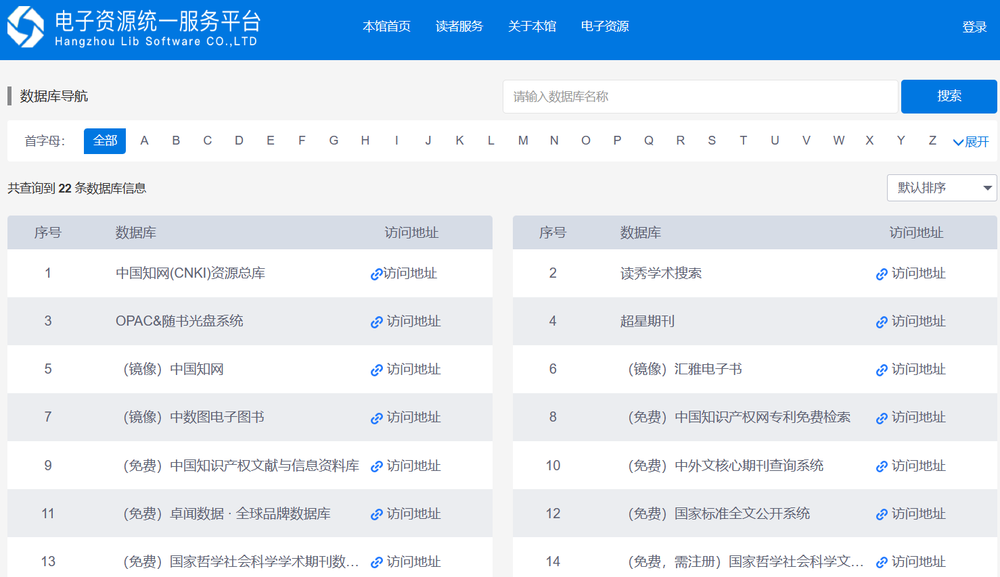 电子资源统一服务平台
Hangzhou Lib Software CO.,LTD
本馆首页 读者服务 关于本馆 电子资源 登录
数据库导航 请输入数据库名称 搜索
首字母： 全部 A B C D E F G H I J K L M N O P Q R S T U V W X Y Z 展开
共查询到 22 条数据库信息 默认排序
序号 数据库 访问地址 序号 数据库 访问地址
1 中国知网(CNKI)资源总库 访问地址 2 读秀学术搜索 访问地址
3 OPAC&随书光盘系统 访问地址 4 超星期刊 访问地址
5 （镜像）中国知网 访问地址 6 （镜像）汇雅电子书 访问地址
7 （镜像）中数图电子图书 访问地址 8 （免费）中国知识产权网专利免费检索 访问地址
9 （免费）中国知识产权文献与信息资料库 访问地址 10 （免费）中外文核心期刊查询系统 访问地址
11 （免费）卓闻数据 · 全球品牌数据库 访问地址 12 （免费）国家标准全文公开系统 访问地址
13 （免费）国家哲学社会科学学术期刊数... 访问地址 14 （免费，需注册）国家哲学社会科学文... 访问地址